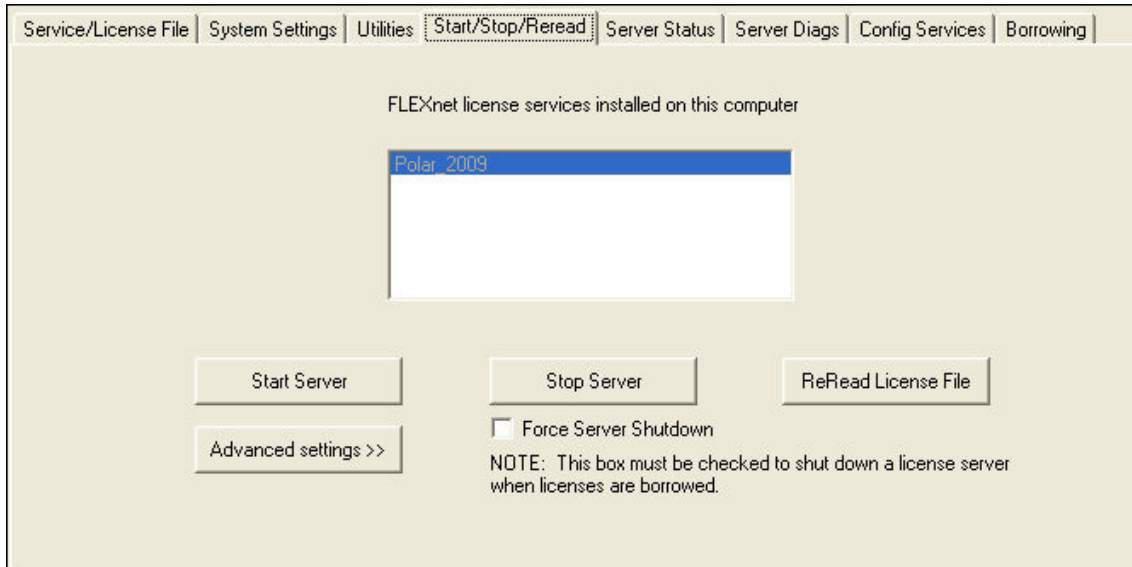 Service/License File System Settings Utilities Start/Stop/Reread Server Status Server Diags Config Services Borrowing
FLEXnet license services installed on this computer
Polar_2009
Start Server Stop Server ReRead License File
Force Server Shutdown
Advanced settings >>
NOTE: This box must be checked to shut down a license server
when licenses are borrowed.